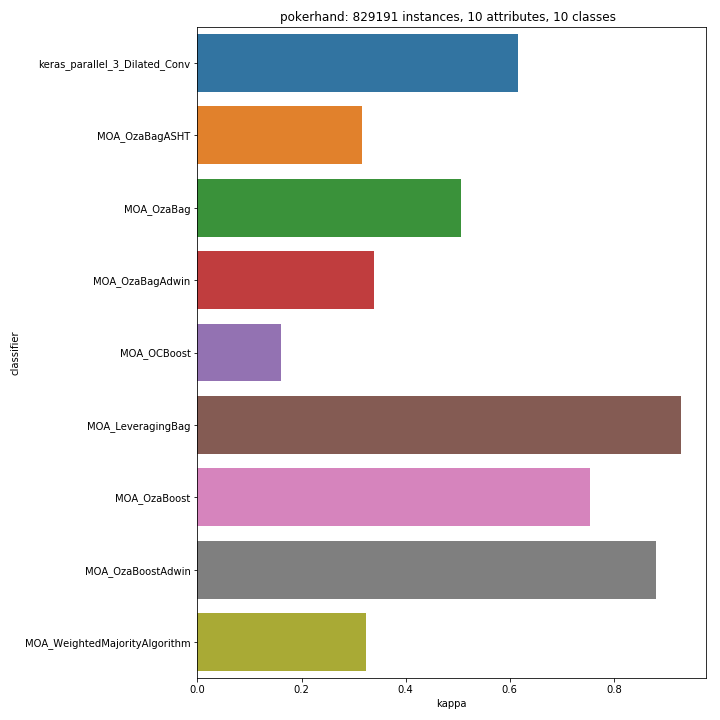 pokerhand: 829191 instances, 10 attributes, 10 classes
keras_parallel_3_Dilated_Conv
MOA_OzaBagASHT
MOA_OzaBag
MOA_OzaBagAdwin
MOA_OCBoost
MOA_LeveragingBag
MOA_OzaBoost
MOA_OzaBoostAdwin
MOA_WeightedMajorityAlgorithm
classifier
0.0 0.2 0.4 0.6 0.8
kappa